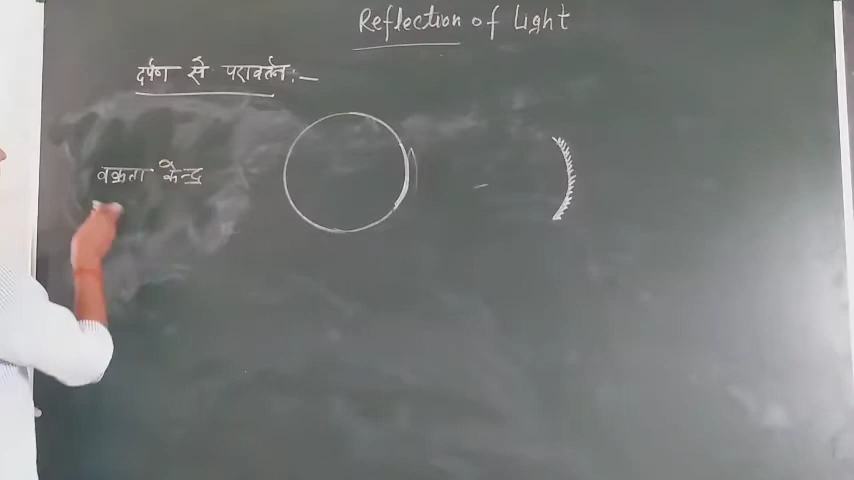 Reflection of Light
दर्पण से परावर्तन :-
वक्रता केन्द्र